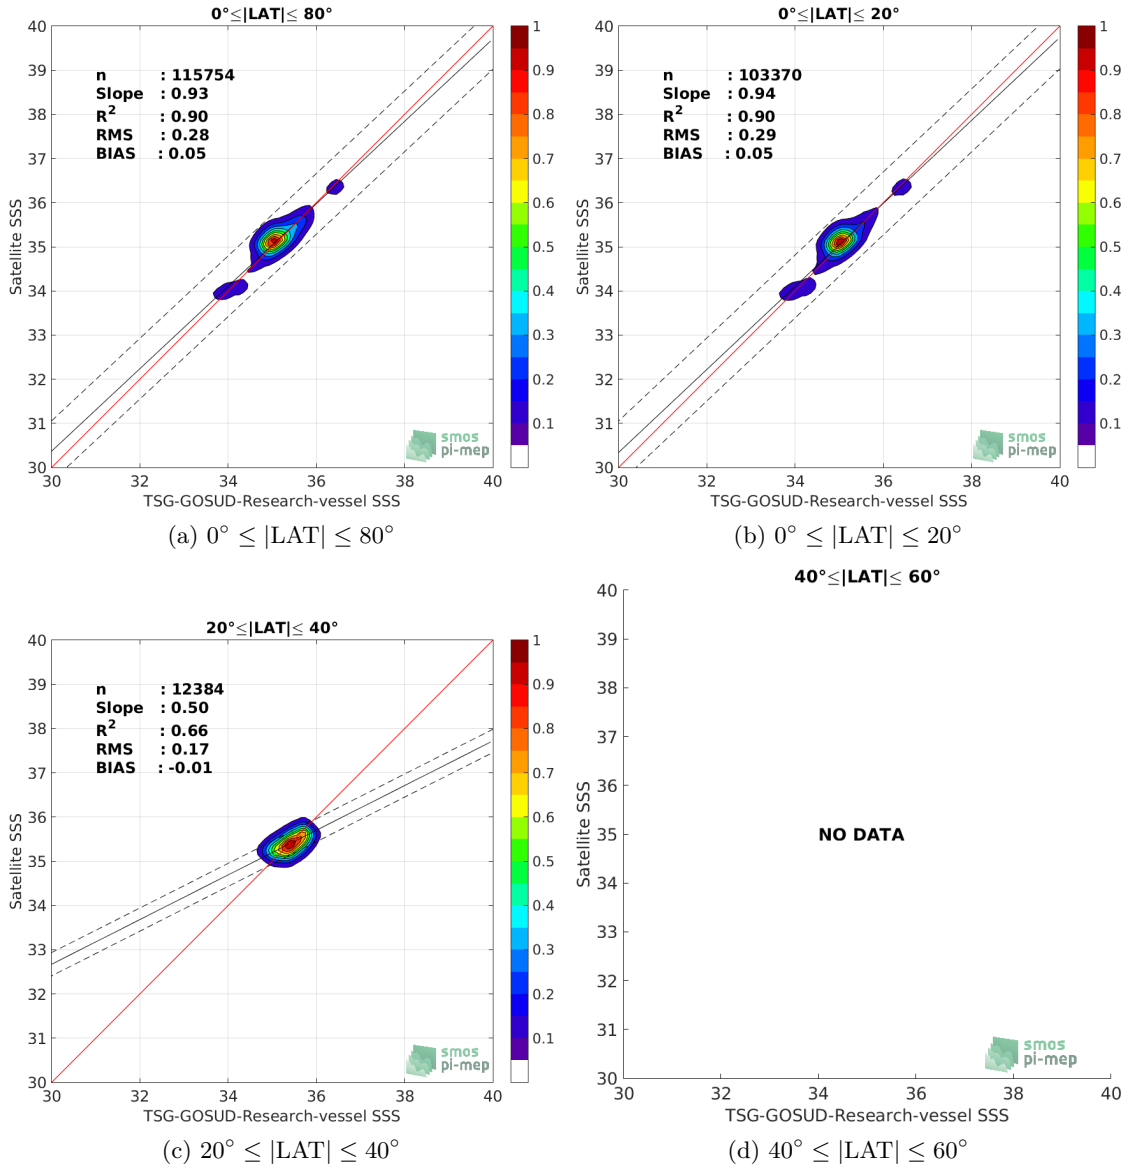 0°≤|LAT|≤ 80°
n : 115754
Slope : 0.93
R2 : 0.90
RMS : 0.28
BIAS : 0.05
40
39
38
37
36
35
34
33
32
31
30
Satellite SSS
30 32 34 36 38 40
TSG-GOSUD-Research-vessel SSS
1
0.9
0.8
0.7
0.6
0.5
0.4
0.3
0.2
0.1
smos
pi-mep
(a) 0° ≤ |LAT| ≤ 80°
0°≤|LAT|≤ 20°
n : 103370
Slope : 0.94
R2 : 0.90
RMS : 0.29
BIAS : 0.05
40
39
38
37
36
35
34
33
32
31
30
Satellite SSS
30 32 34 36 38 40
TSG-GOSUD-Research-vessel SSS
1
0.9
0.8
0.7
0.6
0.5
0.4
0.3
0.2
0.1
smos
pi-mep
(b) 0° ≤ |LAT| ≤ 20°
20°≤|LAT|≤ 40°
n : 12384
Slope : 0.50
R2 : 0.66
RMS : 0.17
BIAS : -0.01
40
39
38
37
36
35
34
33
32
31
30
Satellite SSS
30 32 34 36 38 40
TSG-GOSUD-Research-vessel SSS
1
0.9
0.8
0.7
0.6
0.5
0.4
0.3
0.2
0.1
smos
pi-mep
(c) 20° ≤ |LAT| ≤ 40°
40°≤|LAT|≤ 60°
40
39
38
37
36
35
34
33
32
31
30
Satellite SSS
NO DATA
30 32 34 36 38 40
TSG-GOSUD-Research-vessel SSS
smos
pi-mep
(d) 40° ≤ |LAT| ≤ 60°